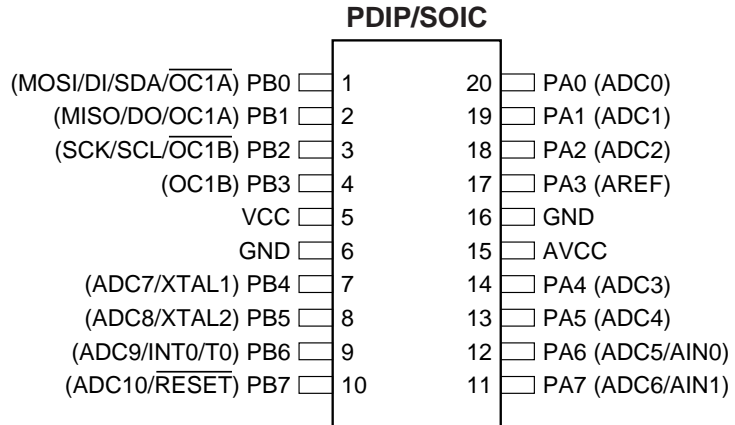 PDIP/SOIC
(MOSI/DI/SDA/OC1A) PB0 1 20 PA0 (ADC0)
(MISO/DO/OC1A) PB1 2 19 PA1 (ADC1)
(SCK/SCL/OC1B) PB2 3 18 PA2 (ADC2)
(OC1B) PB3 4 17 PA3 (AREF)
VCC 5 16 GND
GND 6 15 AVCC
(ADC7/XTAL1) PB4 7 14 PA4 (ADC3)
(ADC8/XTAL2) PB5 8 13 PA5 (ADC4)
(ADC9/INT0/T0) PB6 9 12 PA6 (ADC5/AIN0)
(ADC10/RESET) PB7 10 11 PA7 (ADC6/AIN1)